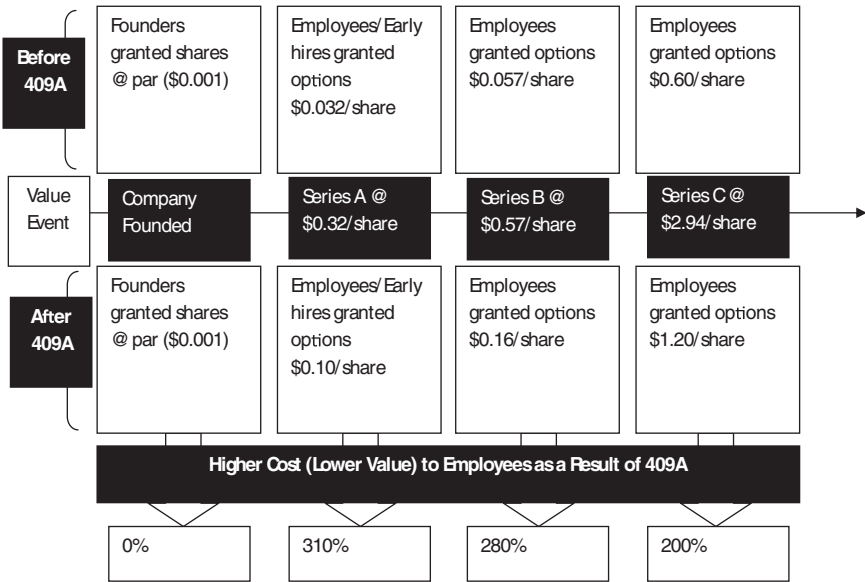 Before
409A
Founders
granted shares
@ par ($0.001)
Employees/Early
hires granted
options
$0.032/share
Employees
granted options
$0.057/share
Employees
granted options
$0.60/share
Value
Event
Company
Founded
Series A @
$0.32/share
Series B @
$0.57/share
Series C @
$2.94/share
After
409A
Founders
granted shares
@ par ($0.001)
Employees/Early
hires granted
options
$0.10/share
Employees
granted options
$0.16/share
Employees
granted options
$1.20/share
Higher Cost (Lower Value) to Employees as a Result of 409A
0%
310%
280%
200%